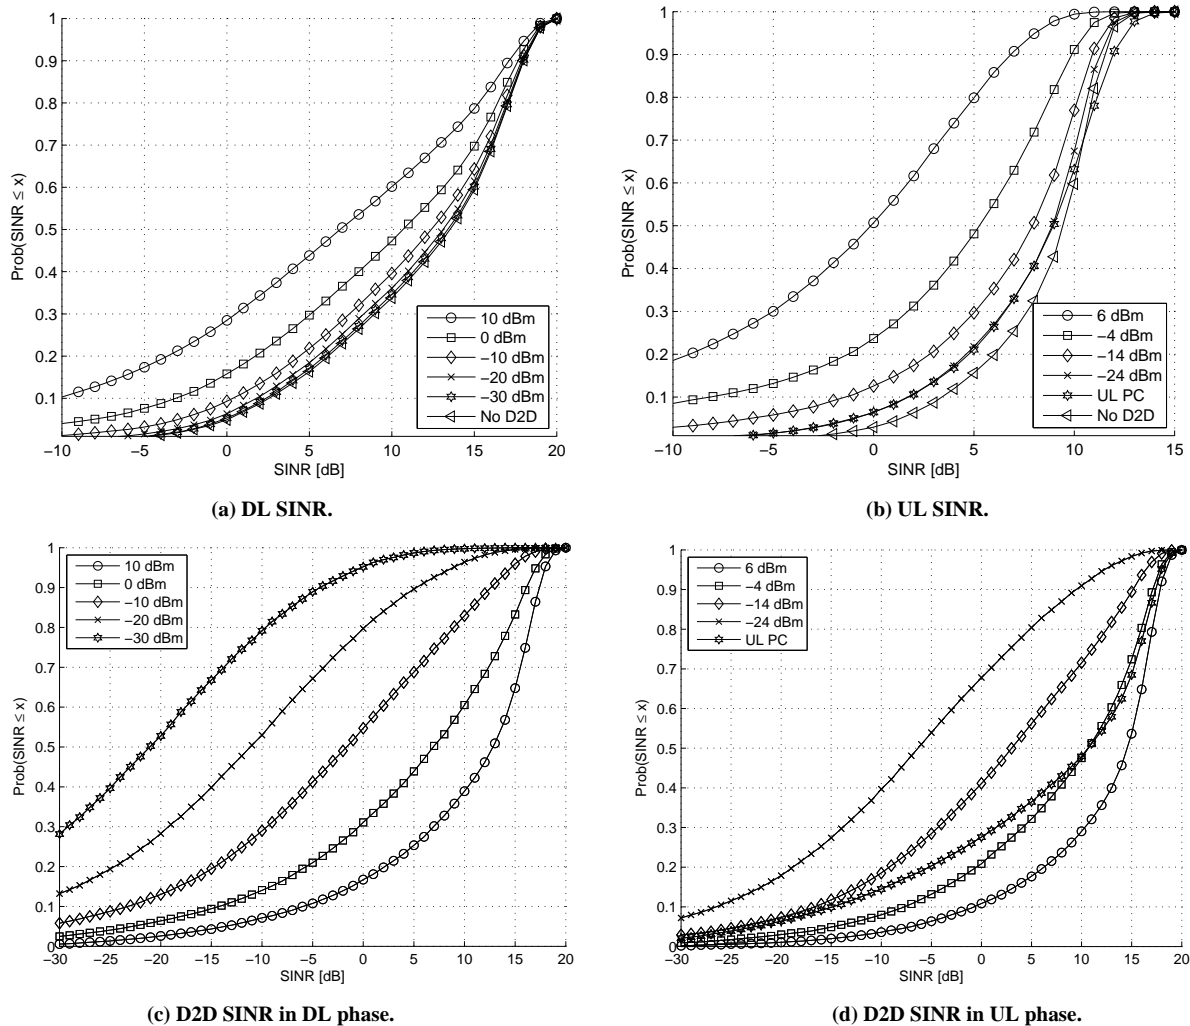 1
0.9
0.8
0.7
0.6
0.5
0.4
0.3
0.2
0.1
Prob(SINR ≤ x)
10 dBm
0 dBm
−10 dBm
−20 dBm
−30 dBm
No D2D
−10 −5 0 5 10 15 20
SINR [dB]
(a) DL SINR.
1
0.9
0.8
0.7
0.6
0.5
0.4
0.3
0.2
0.1
Prob(SINR ≤ x)
6 dBm
−4 dBm
−14 dBm
−24 dBm
UL PC
No D2D
−10 −5 0 5 10 15
SINR [dB]
(b) UL SINR.
1
0.9
0.8
0.7
0.6
0.5
0.4
0.3
0.2
0.1
0
Prob(SINR ≤ x)
10 dBm
0 dBm
−10 dBm
−20 dBm
−30 dBm
−30 −25 −20 −15 −10 −5 0 5 10 15 20
SINR [dB]
(c) D2D SINR in DL phase.
1
0.9
0.8
0.7
0.6
0.5
0.4
0.3
0.2
0.1
0
Prob(SINR ≤ x)
6 dBm
−4 dBm
−14 dBm
−24 dBm
UL PC
−30 −25 −20 −15 −10 −5 0 5 10 15 20
SINR [dB]
(d) D2D SINR in UL phase.